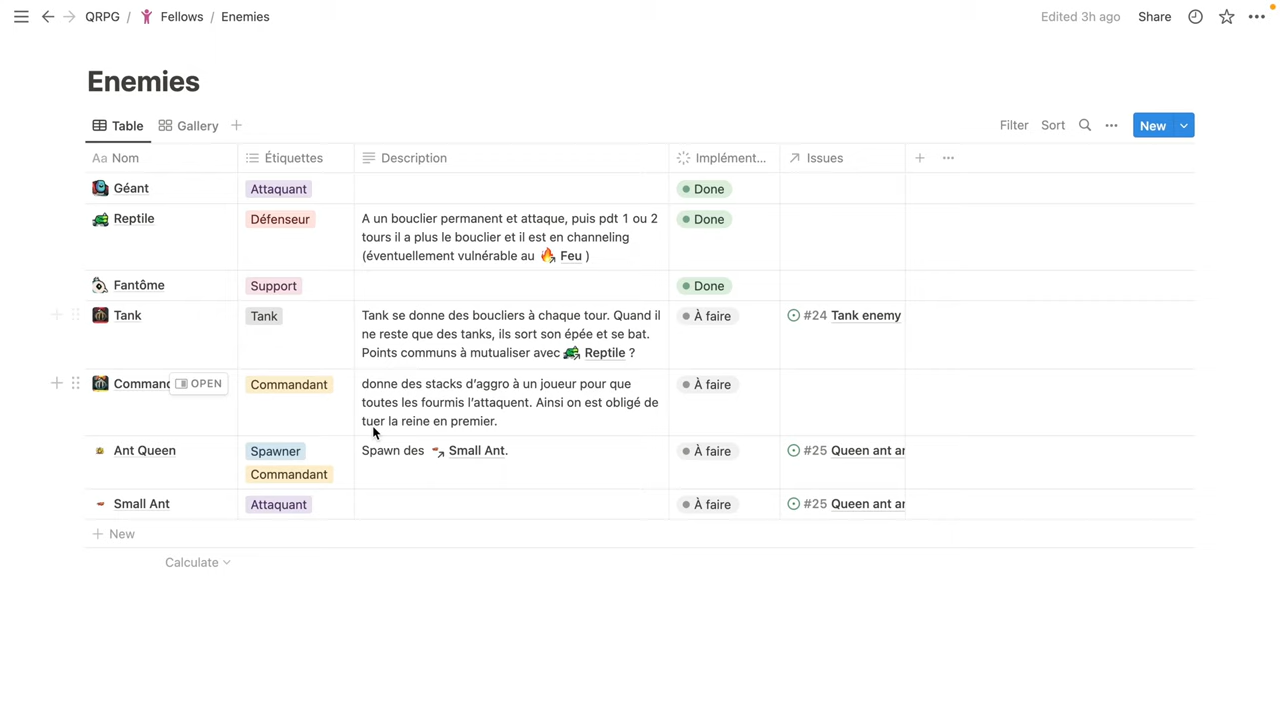 QRPG / Fellows / Enemies
Edited 3h ago
Share
Enemies
Table
Gallery
Filter
Sort
New
Aa Nom
Étiquettes
Description
Implément...
Issues
Géant
Attaquant
Done
Reptile
Défenseur
A un bouclier permanent et attaque, puis pdt 1 ou 2
tours il a plus le bouclier et il est en channeling
(éventuellement vulnérable au Feu )
Done
Fantôme
Support
Done
Tank
Tank
Tank se donne des boucliers à chaque tour. Quand il
ne reste que des tanks, ils sort son épée et se bat.
Points communs à mutualiser avec Reptile ?
À faire
#24 Tank enemy
Command
OPEN
Commandant
donne des stacks d'aggro à un joueur pour que
toutes les fourmis l'attaquent. Ainsi on est obligé de
tuer la reine en premier.
À faire
Ant Queen
Spawner
Commandant
Spawn des Small Ant.
À faire
#25 Queen ant ar
Small Ant
Attaquant
À faire
#25 Queen ant ar
New
Calculate